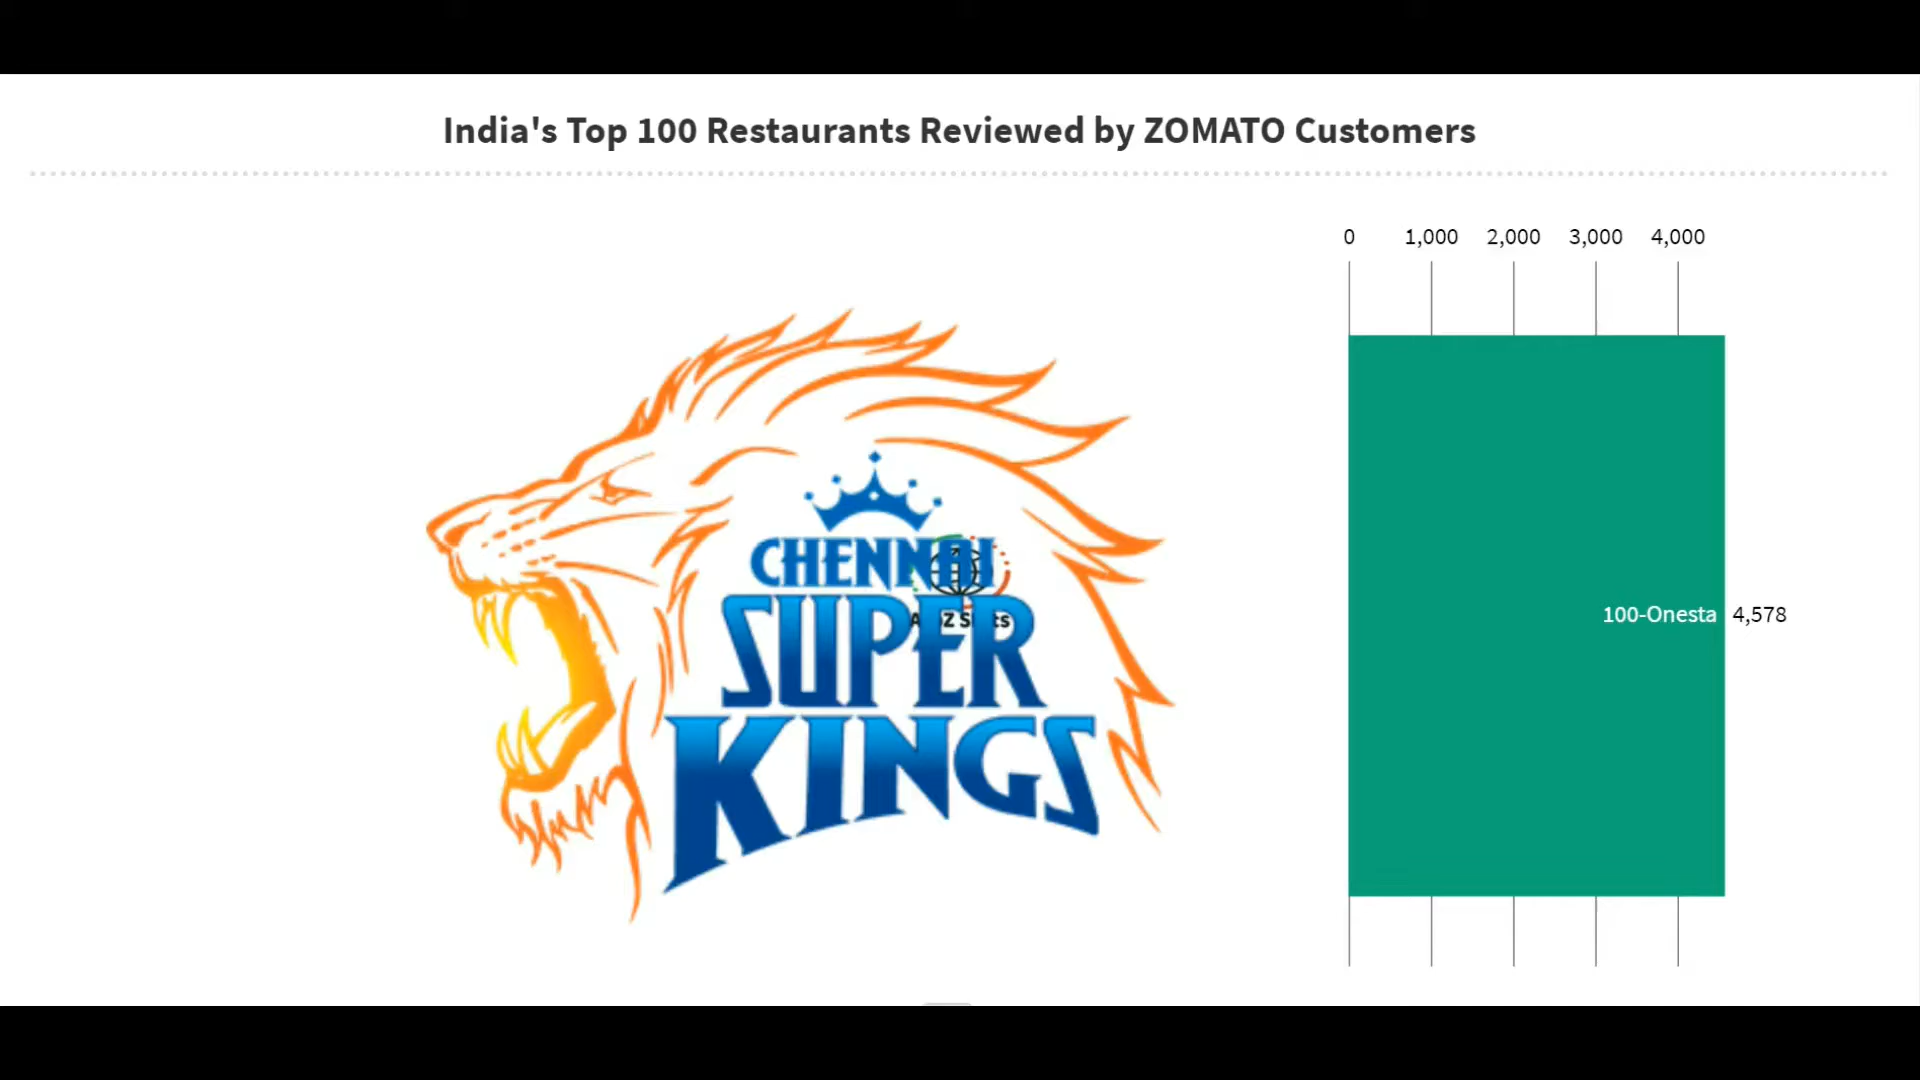 India's Top 100 Restaurants Reviewed by ZOMATO Customers
0 1,000 2,000 3,000 4,000
CHENNAI
SUPER
KINGS
100-Onesta 4,578